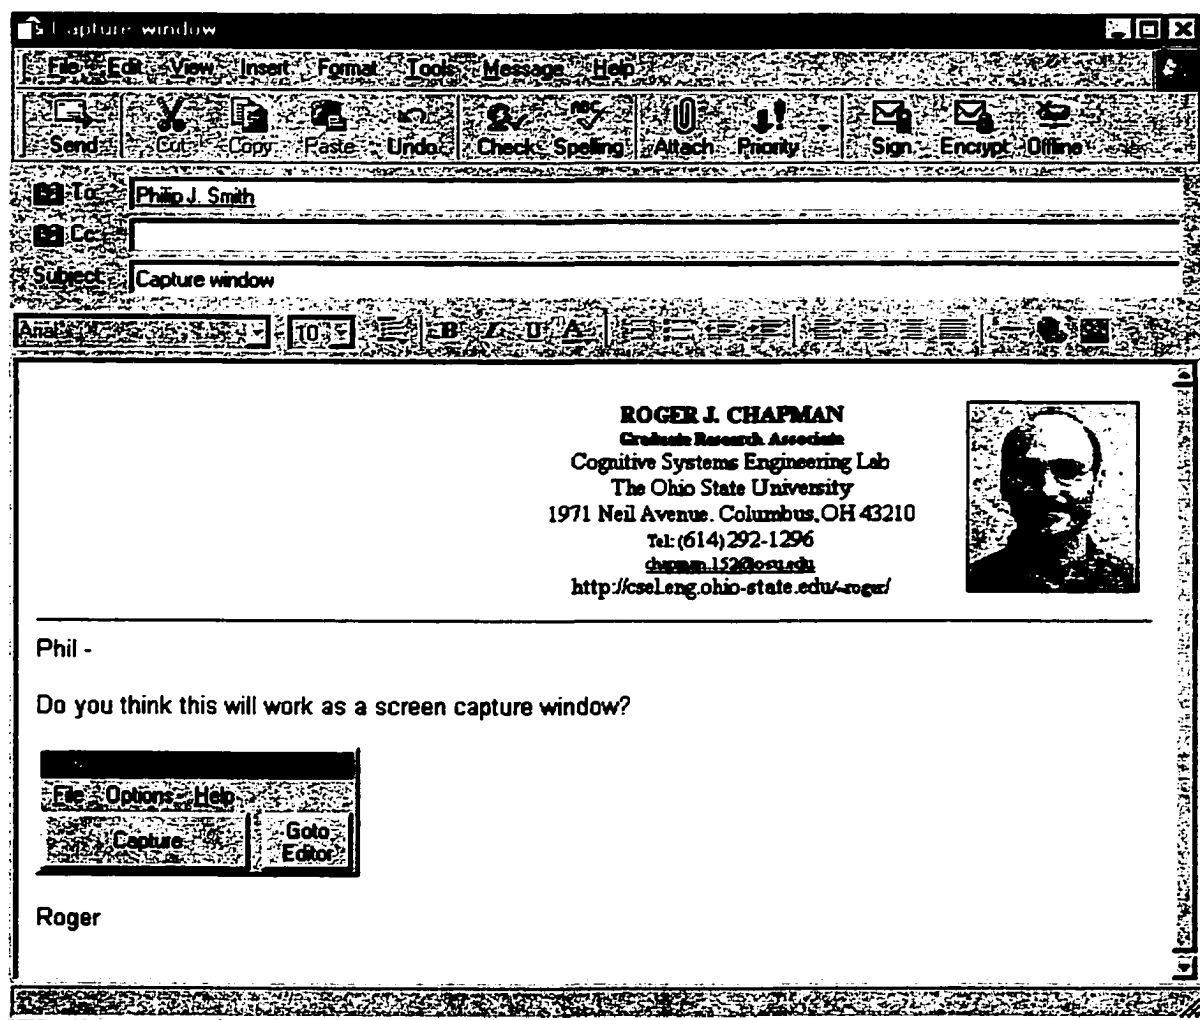 Capture window
File Edit View Insert Format Tools Message Help
Send Cut Copy Paste Undo Check Spelling Attach Priority Sign Encrypt Offline
To: Philip J. Smith
Cc:
Subject: Capture window
Arial 10 B I U A
ROGER J. CHAPMAN
Graduate Research Associate
Cognitive Systems Engineering Lab
The Ohio State University
1971 Neil Avenue. Columbus, OH 43210
Tel: (614) 292-1296
chapman.152@osu.edu
http://csel.eng.ohio-state.edu/~roger/
Phil -
Do you think this will work as a screen capture window?
File Options Help
Capture Goto
Editor
Roger